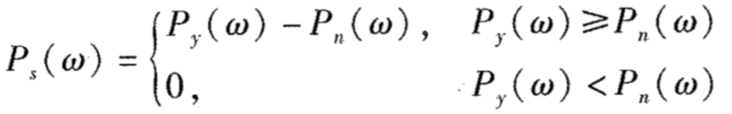 P_s(ω) = { P_y(ω) − P_n(ω), P_y(ω) ⩾ P_n(ω)
0, P_y(ω) < P_n(ω)